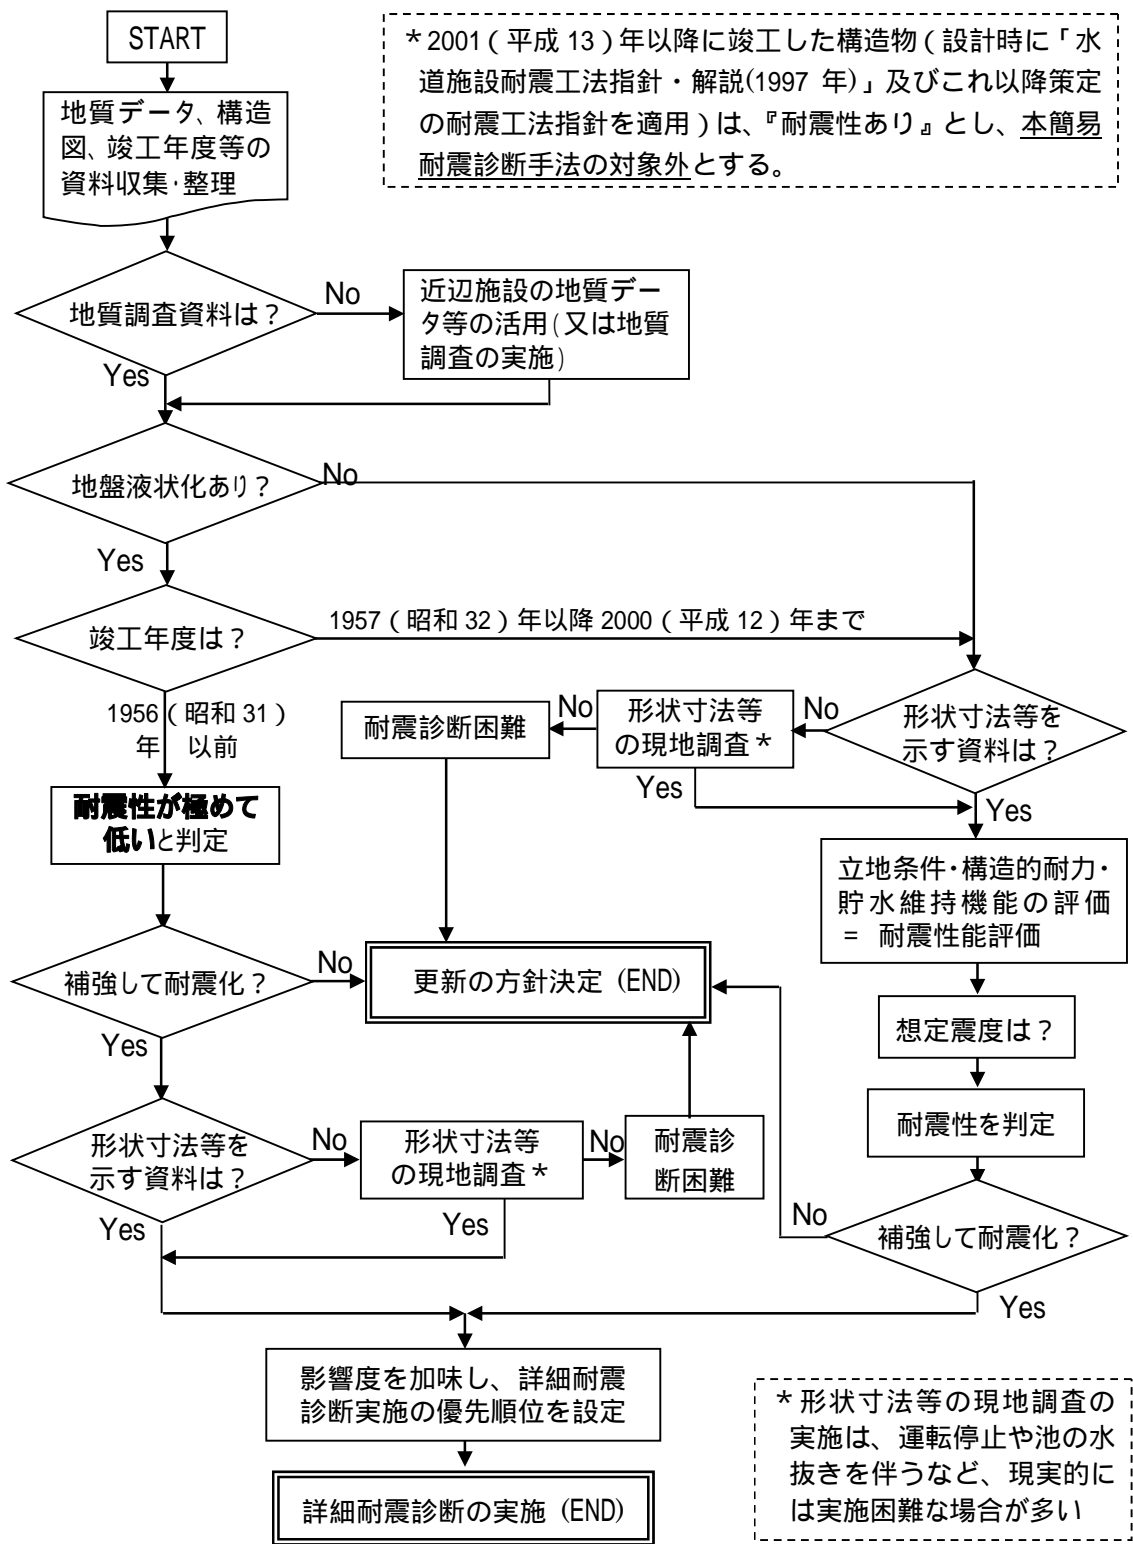 START
*2001(平成 13)年以降に竣工した構造物(設計時に「水
道施設耐震工法指針・解説(1997 年)」及びこれ以降策定
の耐震工法指針を適用)は、『耐震性あり』とし、本簡易
耐震診断手法の対象外とする。
地質データ、構造
図、竣工年度等の
資料収集・整理
地質調査資料は?
No
近辺施設の地質デー
タ等の活用(又は地質
調査の実施)
Yes
地盤液状化あり?
No
Yes
竣工年度は?
1957(昭和 32)年以降 2000(平成 12)年まで
1956(昭和 31)
年 以前
耐震診断困難
No
形状寸法等
の現地調査*
No
形状寸法等を
示す資料は?
Yes
Yes
耐震性が極めて
低いと判定
立地条件・構造的耐力・
貯水維持機能の評価
= 耐震性能評価
補強して耐震化?
No
更新の方針決定 (END)
Yes
想定震度は?
耐震性を判定
形状寸法等を
示す資料は?
No
形状寸法等
の現地調査*
No
耐震診
断困難
Yes
Yes
No
補強して耐震化?
Yes
影響度を加味し、詳細耐震
診断実施の優先順位を設定
詳細耐震診断の実施 (END)
*形状寸法等の現地調査の
実施は、運転停止や池の水
抜きを伴うなど、現実的に
は実施困難な場合が多い